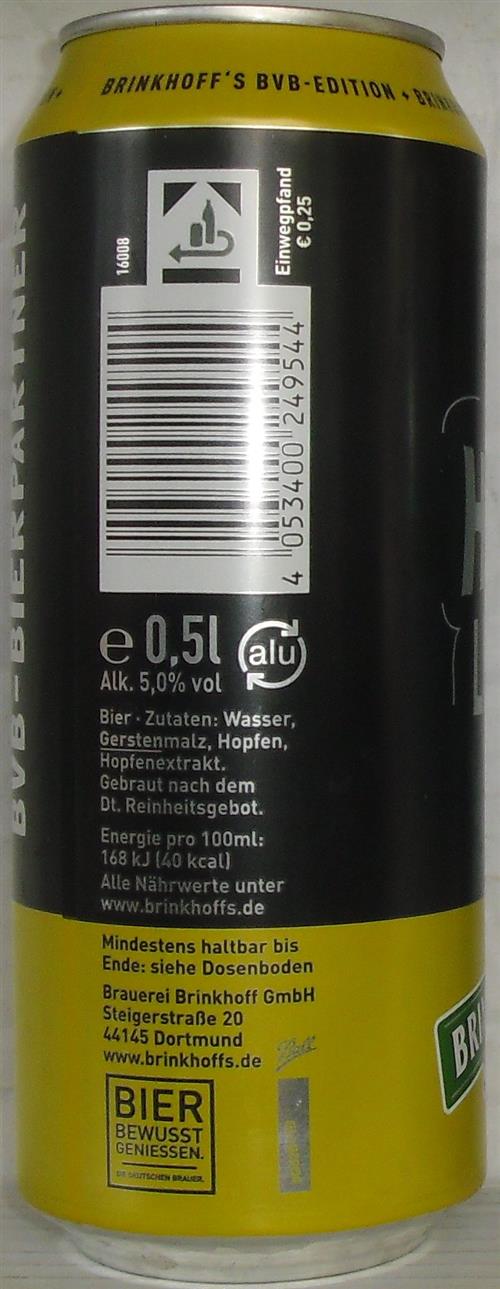 BRINKHOFF'S BVB-EDITION +
BVB-BIERPARTNER
16008
Einwegpfand
€ 0,25
4 053400 249544
e 0,5l
alu
Alk. 5,0% vol
Bier · Zutaten: Wasser,
Gerstenmalz, Hopfen,
Hopfenextrakt.
Gebraut nach dem
Dt. Reinheitsgebot.
Energie pro 100ml:
168 kJ (40 kcal)
Alle Nährwerte unter
www.brinkhoffs.de
Mindestens haltbar bis
Ende: siehe Dosenboden
Brauerei Brinkhoff GmbH
Steigerstraße 20
44145 Dortmund
www.brinkhoffs.de
Ball
BIER
BEWUSST
GENIESSEN.
DIE DEUTSCHEN BRAUER.